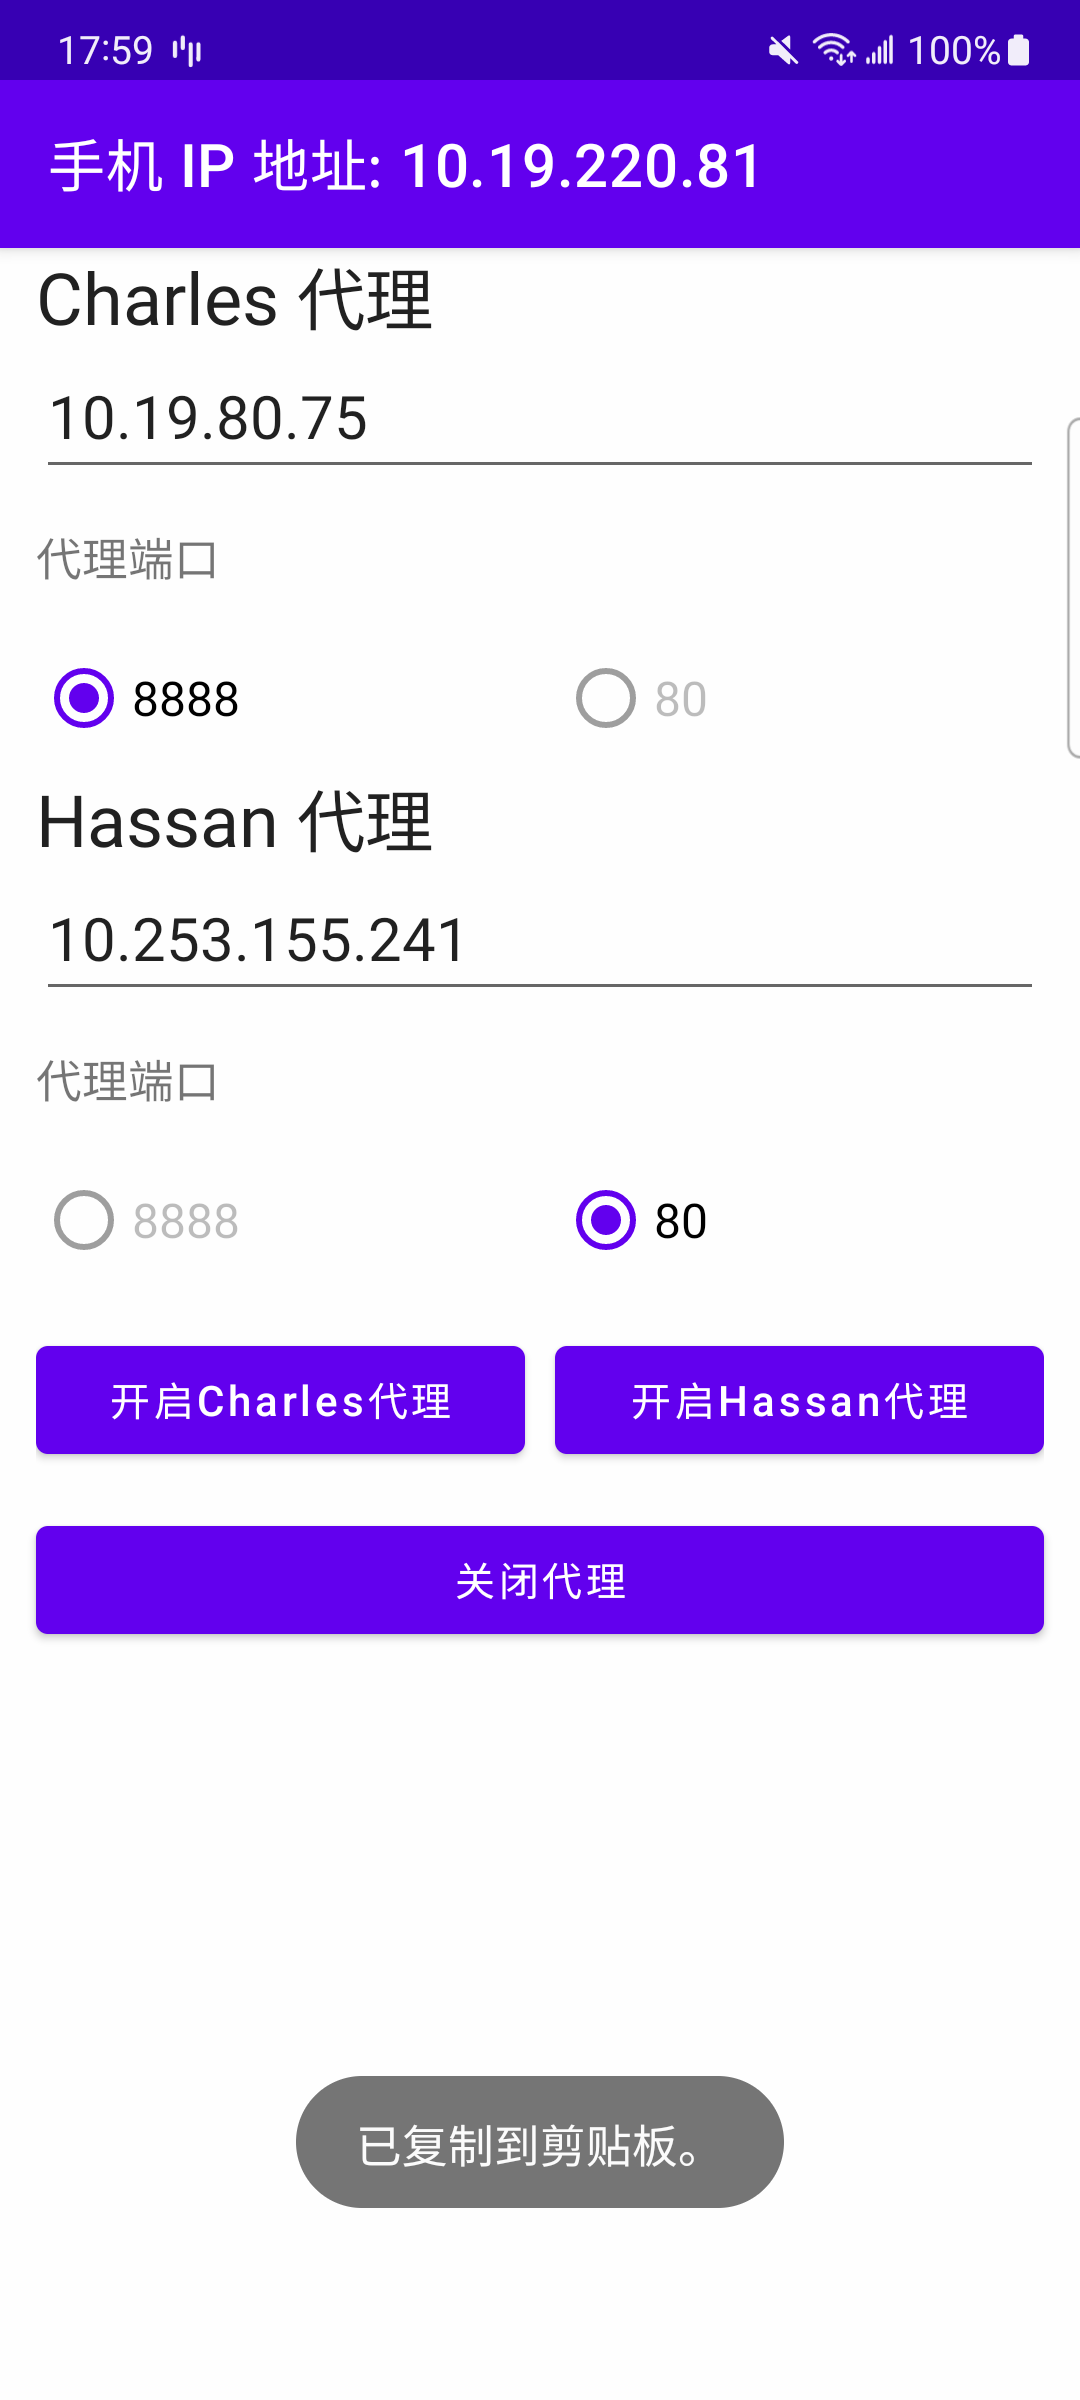 17:59 100%
手机 IP 地址: 10.19.220.81
Charles 代理
10.19.80.75
代理端口
8888 80
Hassan 代理
10.253.155.241
代理端口
8888 80
开启Charles代理 开启Hassan代理
关闭代理
已复制到剪贴板。